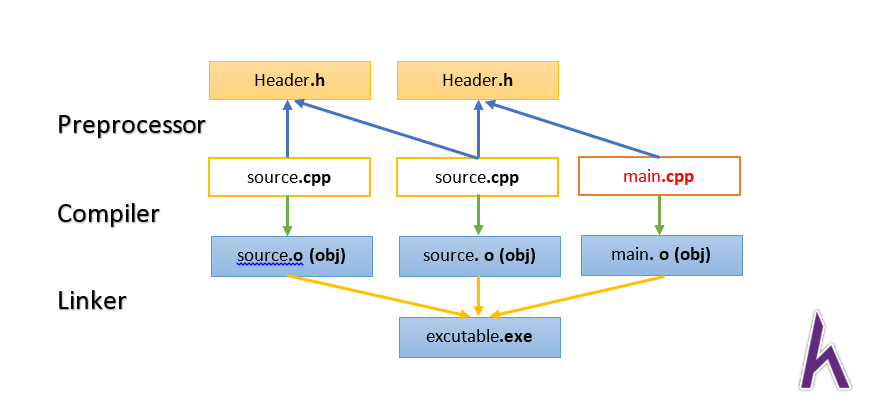 Header.h
Header.h
Preprocessor
source.cpp
source.cpp
main.cpp
Compiler
source.o (obj)
source. o (obj)
main. o (obj)
Linker
excutable.exe